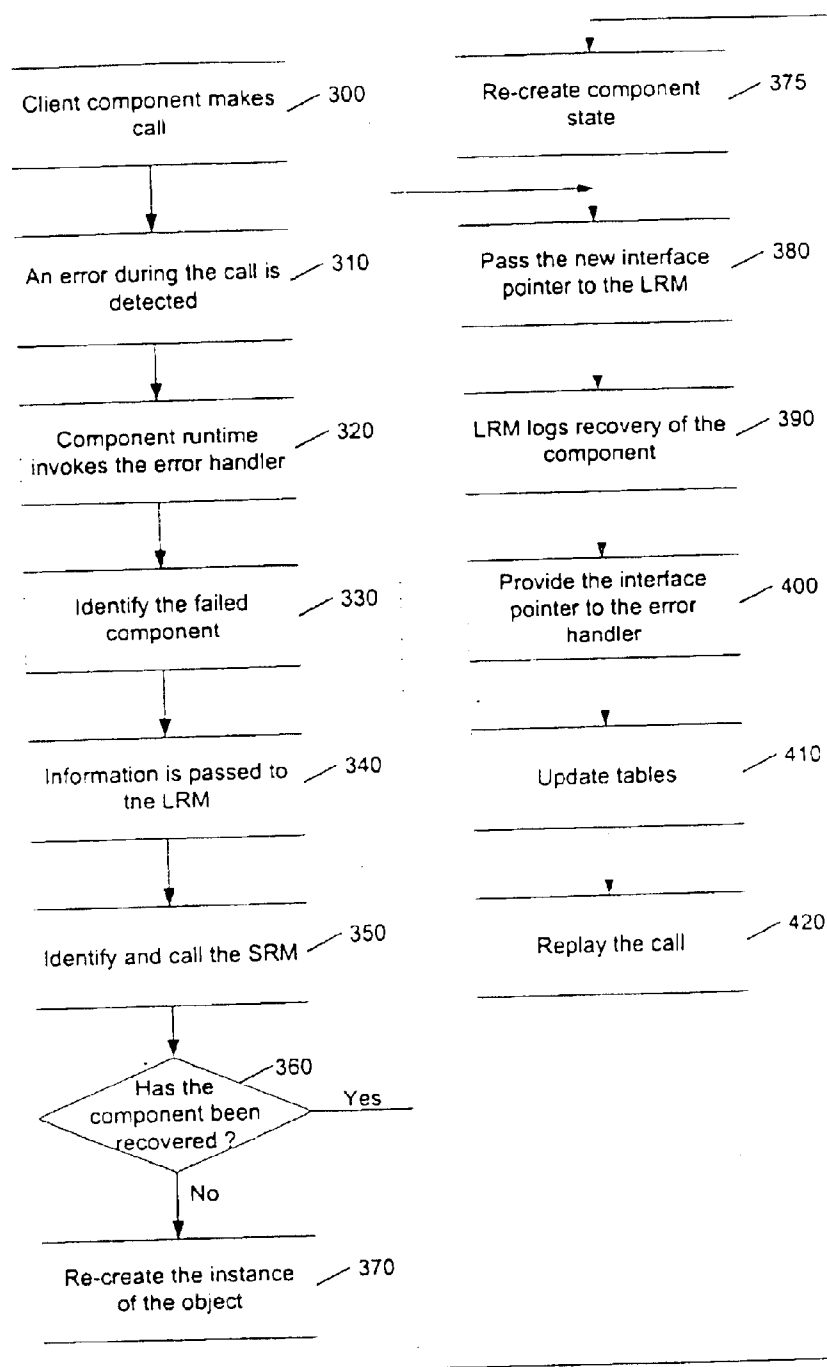 Client component makes
call
300
An error during the call is
detected
310
Component runtime
invokes the error handler
320
Identify the failed
component
330
Information is passed to
the LRM
340
Identify and call the SRM
350
360
Has the
component been
recovered ?
Yes
No
Re-create the instance
of the object
370
Re-create component
state
375
Pass the new interface
pointer to the LRM
380
LRM logs recovery of the
component
390
Provide the interface
pointer to the error
handler
400
Update tables
410
Replay the call
420